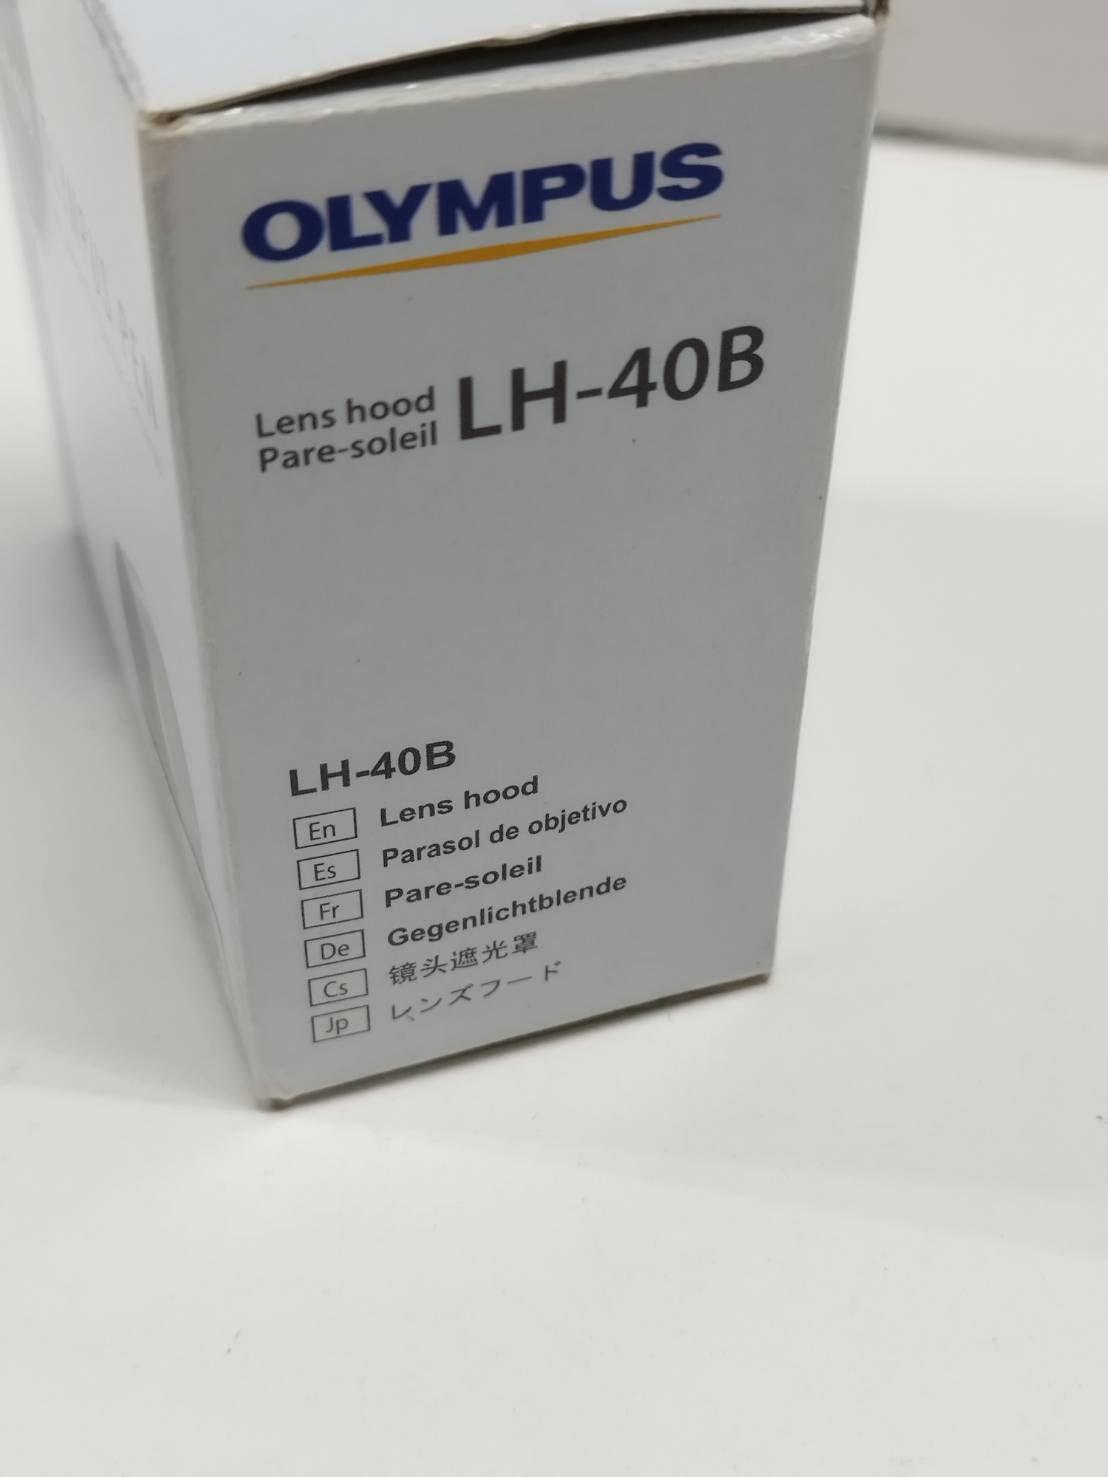 OLYMPUS
Lens hood
Pare-soleil
LH-40B
LH-40B
En Lens hood
Es Parasol de objetivo
Fr Pare-soleil
De Gegenlichtblende
Cs 镜头遮光罩
Jp レンズフード